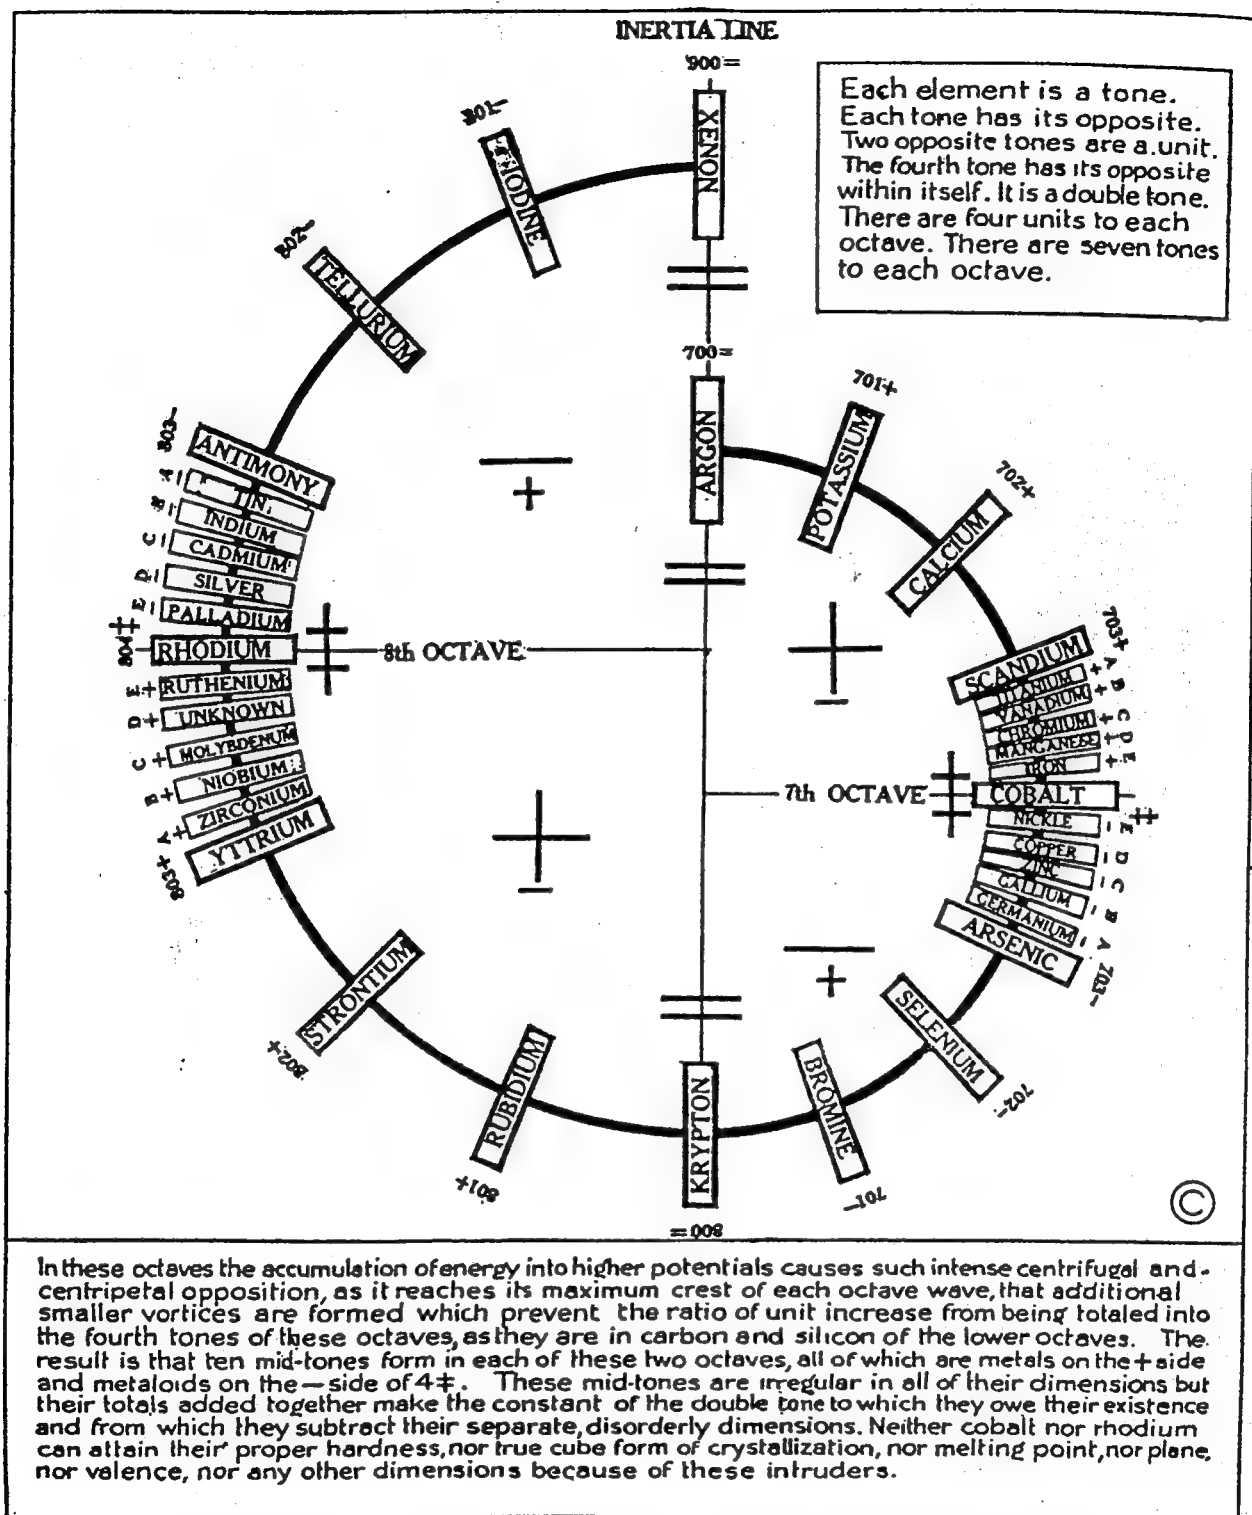 INERTIA LINE
900=
XENON
Each element is a tone.
Each tone has its opposite.
Two opposite tones are a.unit.
The fourth tone has its opposite
within itself. It is a double tone.
There are four units to each
octave. There are seven tones
to each octave.
801-
802-
TELLURIUM
803-
ANTIMONY
A-
TIN
B-
INDIUM
C-
CADMIUM
D-
SILVER
E-
PALLADIUM
804‡
RHODIUM
8th OCTAVE
E+
RUTHENIUM
D+
UNKNOWN
C+
MOLYBDENUM
B+
NIOBIUM
A+
ZIRCONIUM
803+
YTTRIUM
802+
STRONTIUM
801+
RUBIDIUM
800=
KRYPTON
700=
ARGON
701+
POTASSIUM
702+
CALCIUM
703+
SCANDIUM
A+
TITANIUM
B+
VANADIUM
C+
CHROMIUM
D+
MANGANESE
E+
IRON
7th OCTAVE
COBALT
‡
NICKLE
E-
COPPER
D-
ZINC
C-
GALLIUM
B-
GERMANIUM
A-
ARSENIC
703-
SELENIUM
702-
BROMINE
701-
©
In these octaves the accumulation of energy into higher potentials causes such intense centrifugal and-
centripetal opposition, as it reaches its maximum crest of each octave wave, that additional
smaller vortices are formed which prevent the ratio of unit increase from being totaled into
the fourth tones of these octaves, as they are in carbon and silicon of the lower octaves. The
result is that ten mid-tones form in each of these two octaves, all of which are metals on the + side
and metaloids on the — side of 4‡. These mid-tones are irregular in all of their dimensions but
their totals added together make the constant of the double tone to which they owe their existence
and from which they subtract their separate, disorderly dimensions. Neither cobalt nor rhodium
can attain their proper hardness, nor true cube form of crystallization, nor melting point, nor plane,
nor valence, nor any other dimensions because of these intruders.